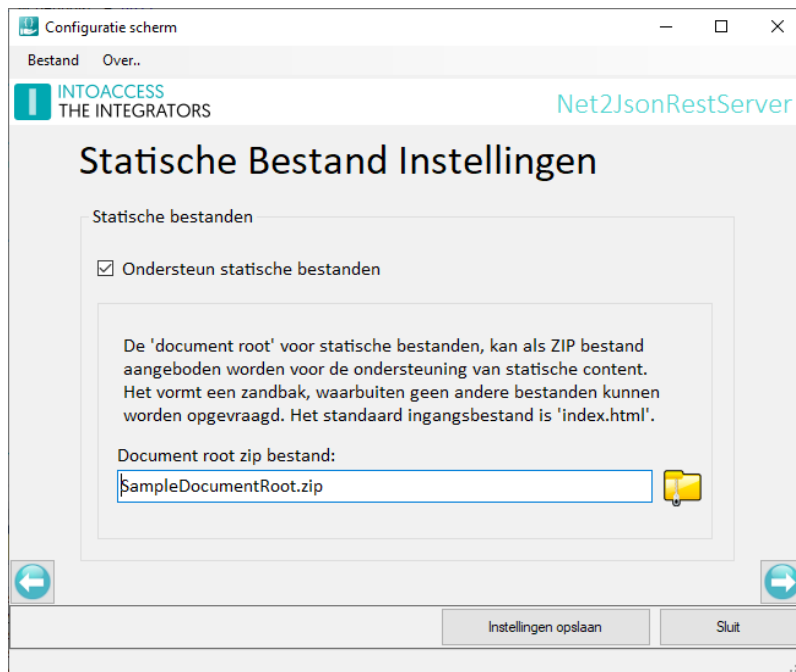 Configuratie scherm
Bestand Over..
INTOACCESS
THE INTEGRATORS
Net2JsonRestServer
Statische Bestand Instellingen
Statische bestanden
Ondersteun statische bestanden
De 'document root' voor statische bestanden, kan als ZIP bestand
aangeboden worden voor de ondersteuning van statische content.
Het vormt een zandbak, waarbuiten geen andere bestanden kunnen
worden opgevraagd. Het standaard ingangsbestand is 'index.html'.
Document root zip bestand:
SampleDocumentRoot.zip
Instellingen opslaan
Sluit